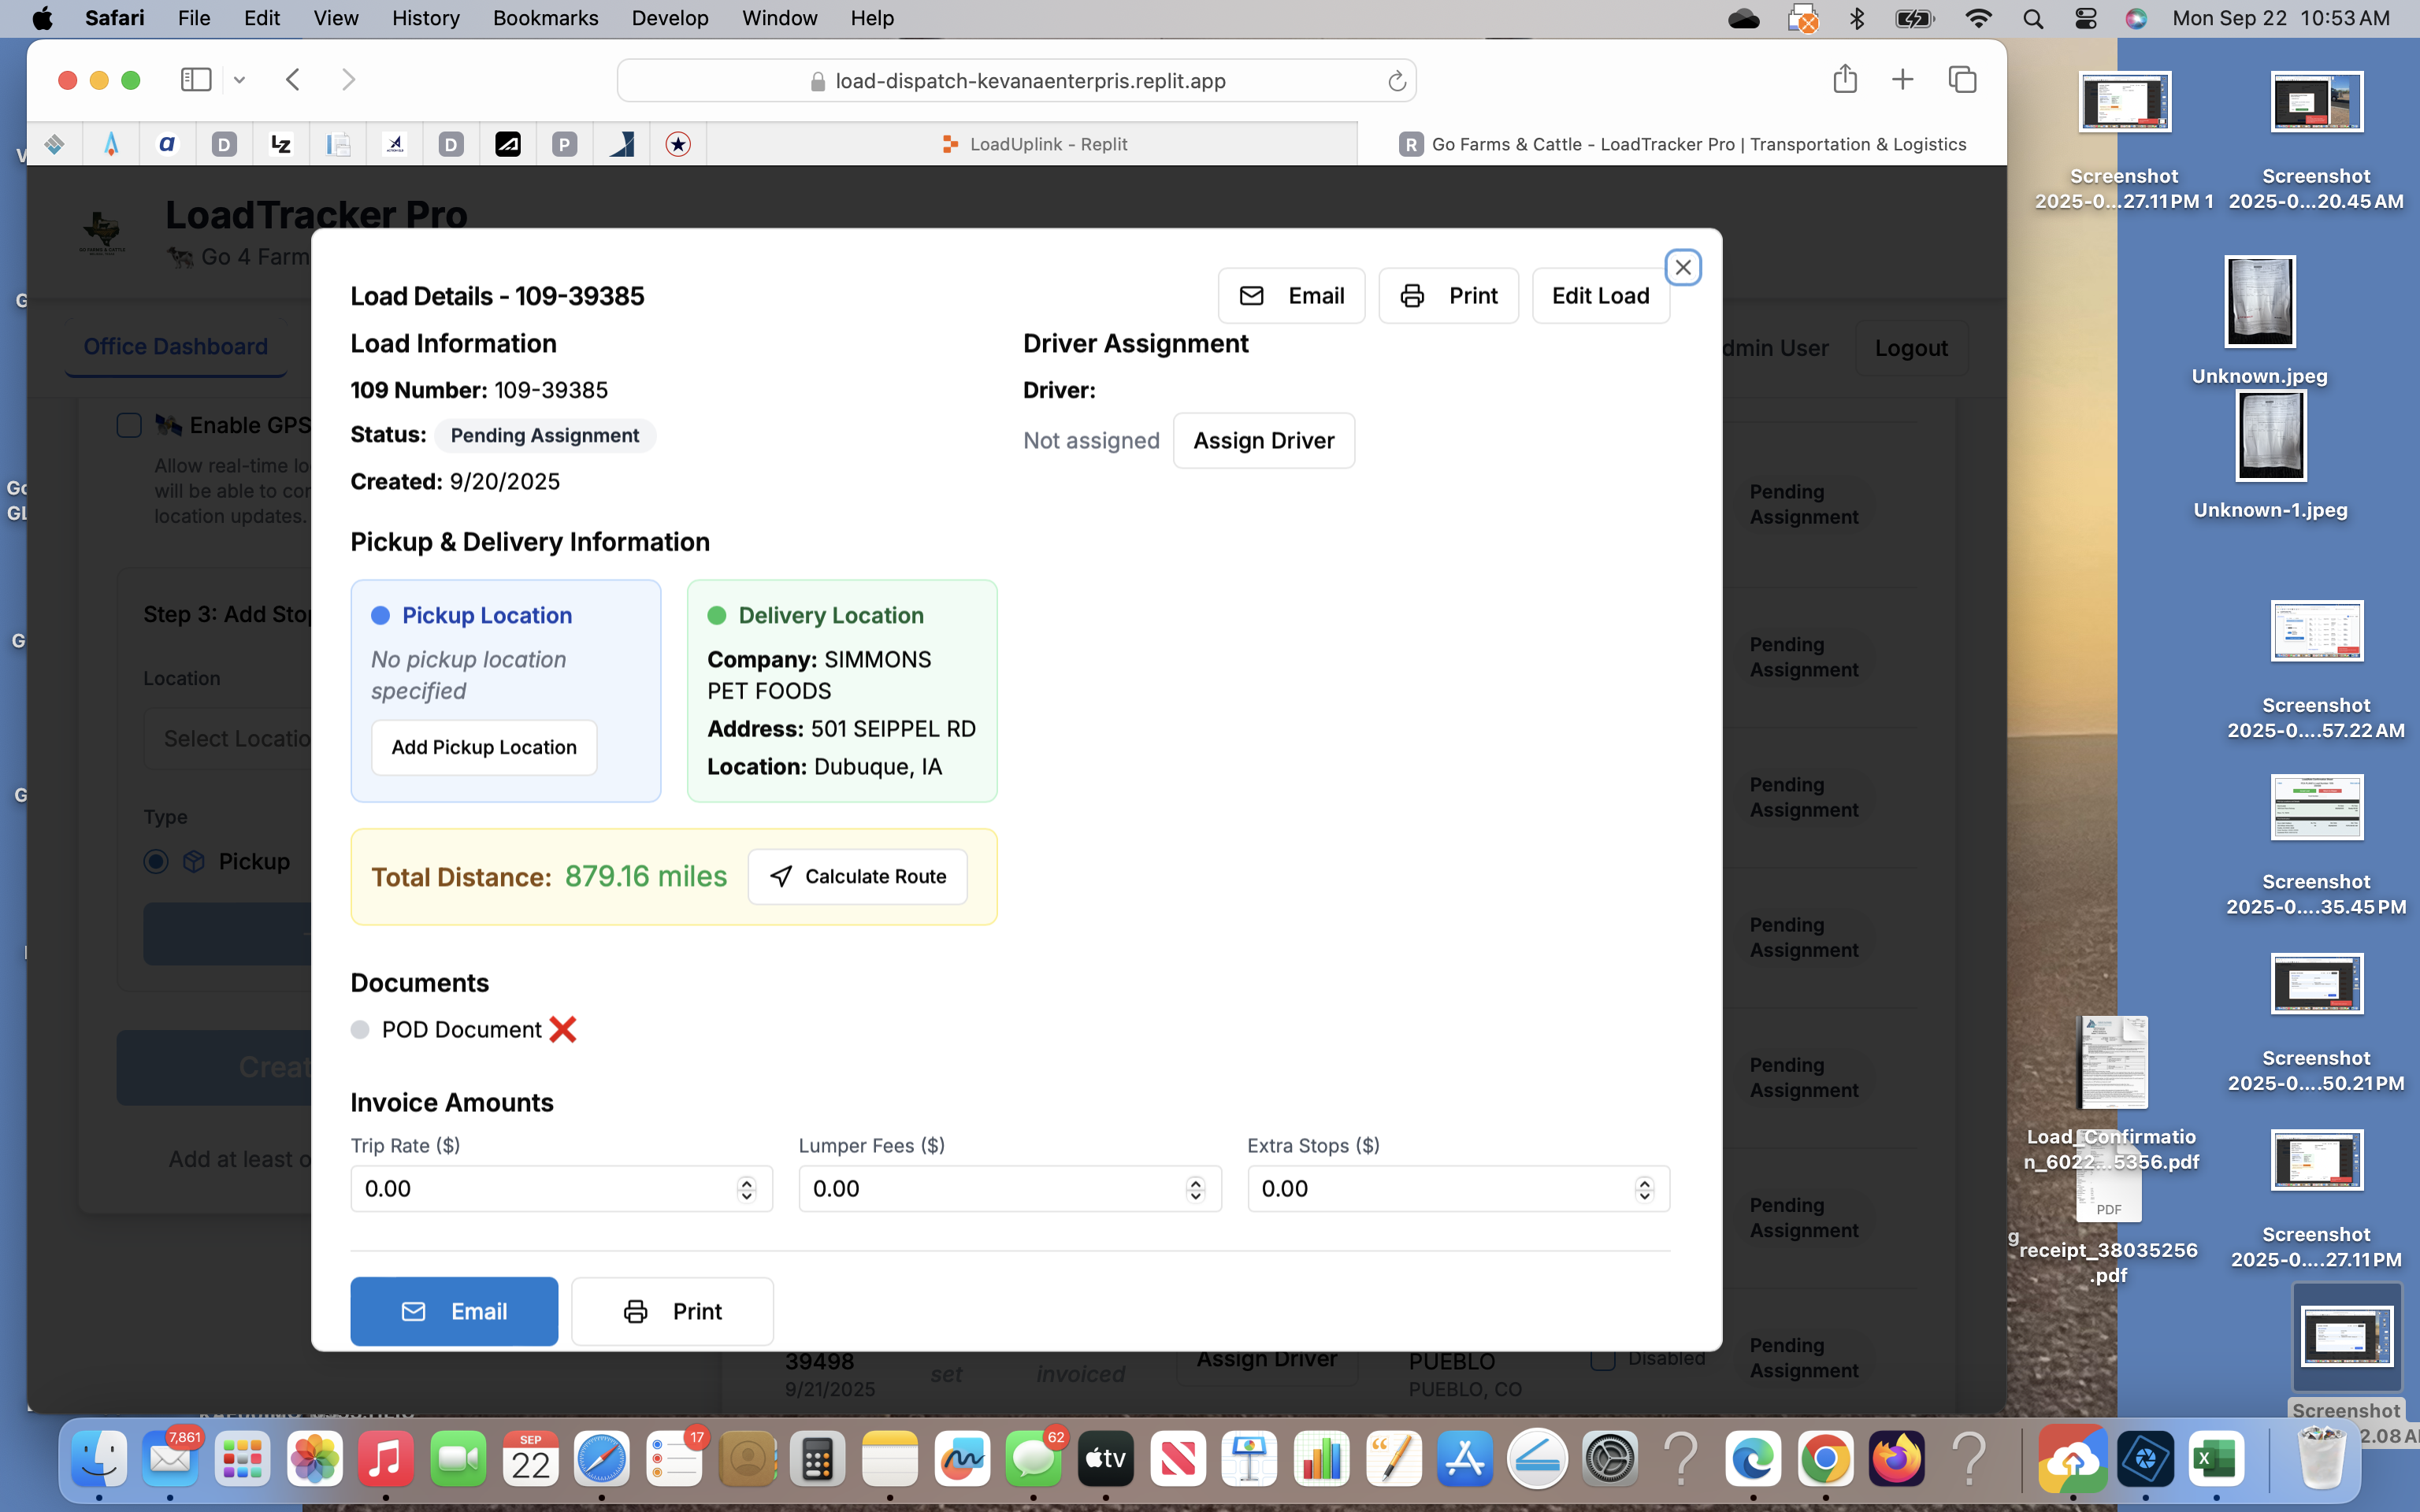 Safari File Edit View History Bookmarks Develop Window Help Mon Sep 22 10:53 AM
load-dispatch-kevanaenterpris.replit.app
LoadUplink - Replit
R Go Farms & Cattle - LoadTracker Pro | Transportation & Logistics
LoadTracker Pro
Go 4 Farm
Office Dashboard
dmin User
Logout
Enable GPS
Allow real-time lo
will be able to cor
location updates.
Step 3: Add Stop
Location
Select Locatio
Type
Pickup
Creat
Add at least o
Load Details - 109-39385
Email
Print
Edit Load
Load Information
109 Number: 109-39385
Status: Pending Assignment
Created: 9/20/2025
Driver Assignment
Driver:
Not assigned
Assign Driver
Pickup & Delivery Information
Pickup Location
No pickup location
specified
Add Pickup Location
Delivery Location
Company: SIMMONS
PET FOODS
Address: 501 SEIPPEL RD
Location: Dubuque, IA
Total Distance: 879.16 miles
Calculate Route
Documents
POD Document
Invoice Amounts
Trip Rate ($)
0.00
Lumper Fees ($)
0.00
Extra Stops ($)
0.00
Email
Print
Pending
Assignment
Pending
Assignment
Pending
Assignment
Pending
Assignment
Pending
Assignment
Pending
Assignment
Pending
Assignment
39498
9/21/2025
set
invoiced
Assign Driver
PUEBLO
PUEBLO, CO
Disabled
Screenshot
2025-0...27.11 PM 1
Screenshot
2025-0...20.45 AM
Unknown.jpeg
Unknown-1.jpeg
Screenshot
2025-0....57.22 AM
Screenshot
2025-0....35.45 PM
Screenshot
2025-0....50.21 PM
Load_Confirmatio
n_6022...5356.pdf
PDF
receipt_38035256
.pdf
Screenshot
2025-0....27.11 PM
Screenshot
7,861
SEP
22
17
62
tv